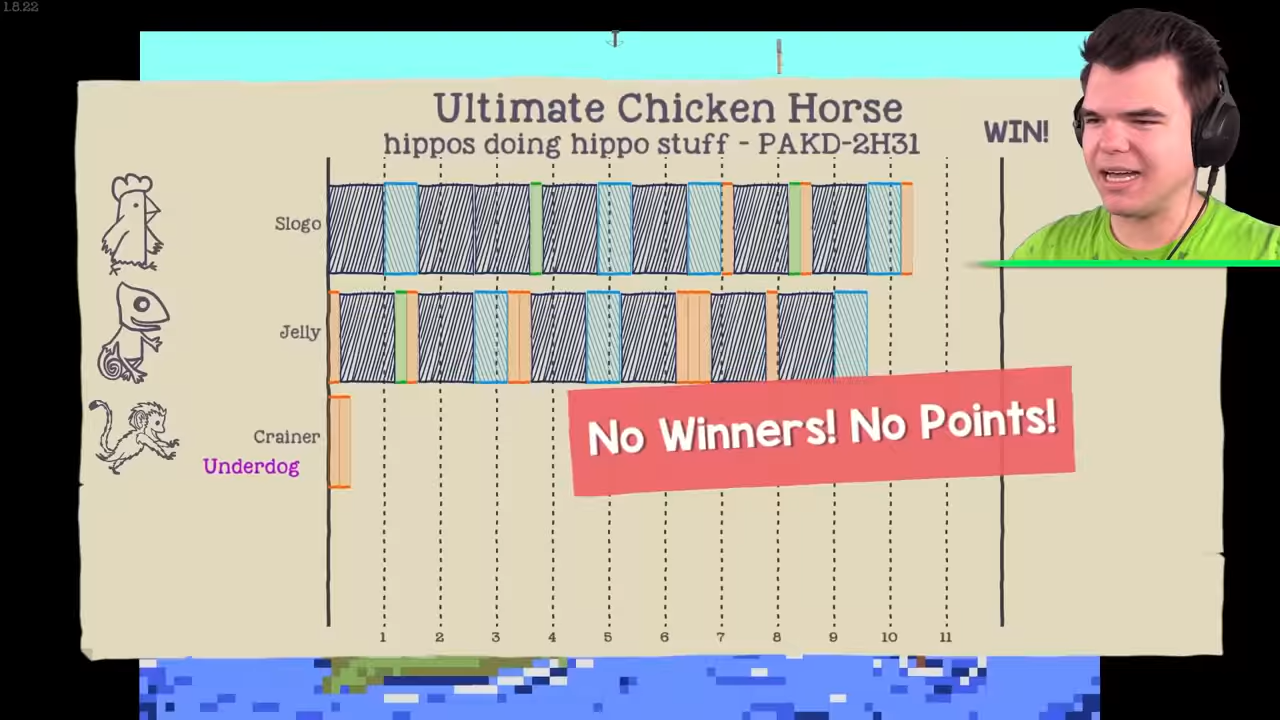 1.8.22
Ultimate Chicken Horse
hippos doing hippo stuff - PAKD-2H31
WIN!
Slogo
Jelly
No Winners! No Points!
Crainer
Underdog
1 2 3 4 5 6 7 8 9 10 11